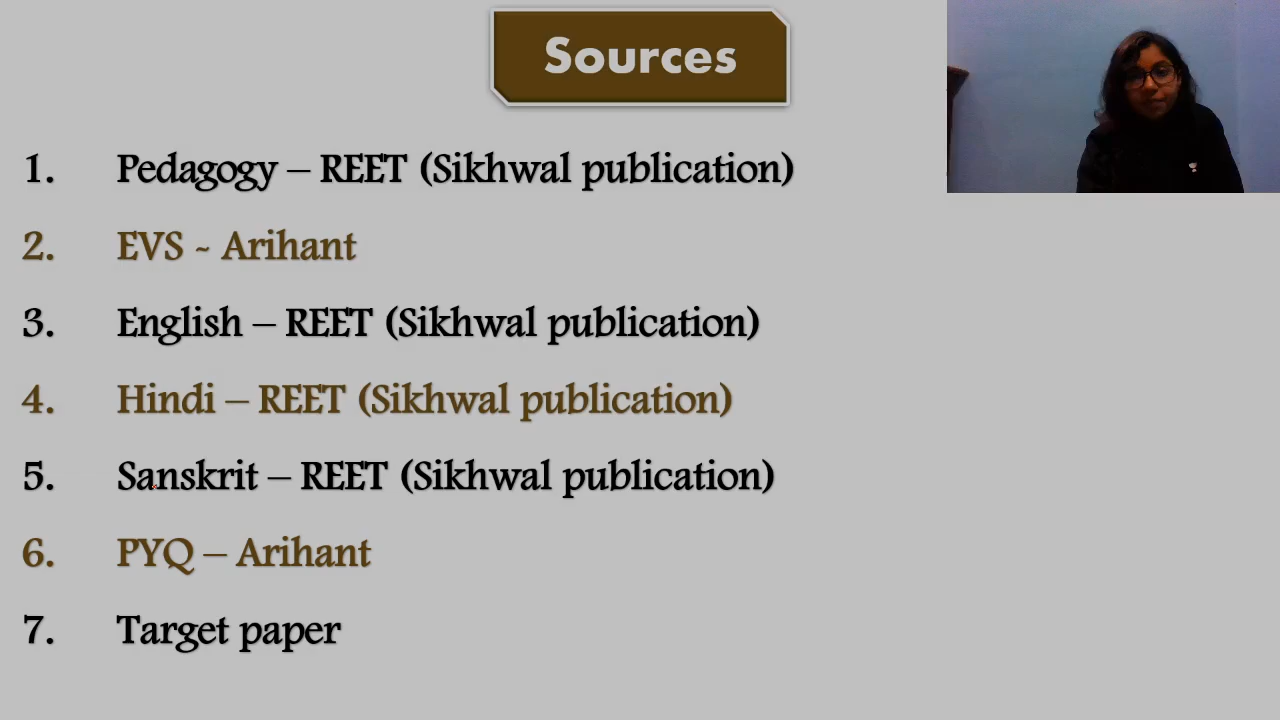 Sources
1. Pedagogy – REET (Sikhwal publication)
2. EVS ~ Arihant
3. English – REET (Sikhwal publication)
4. Hindi – REET (Sikhwal publication)
5. Sanskrit – REET (Sikhwal publication)
6. PYQ – Arihant
7. Target paper